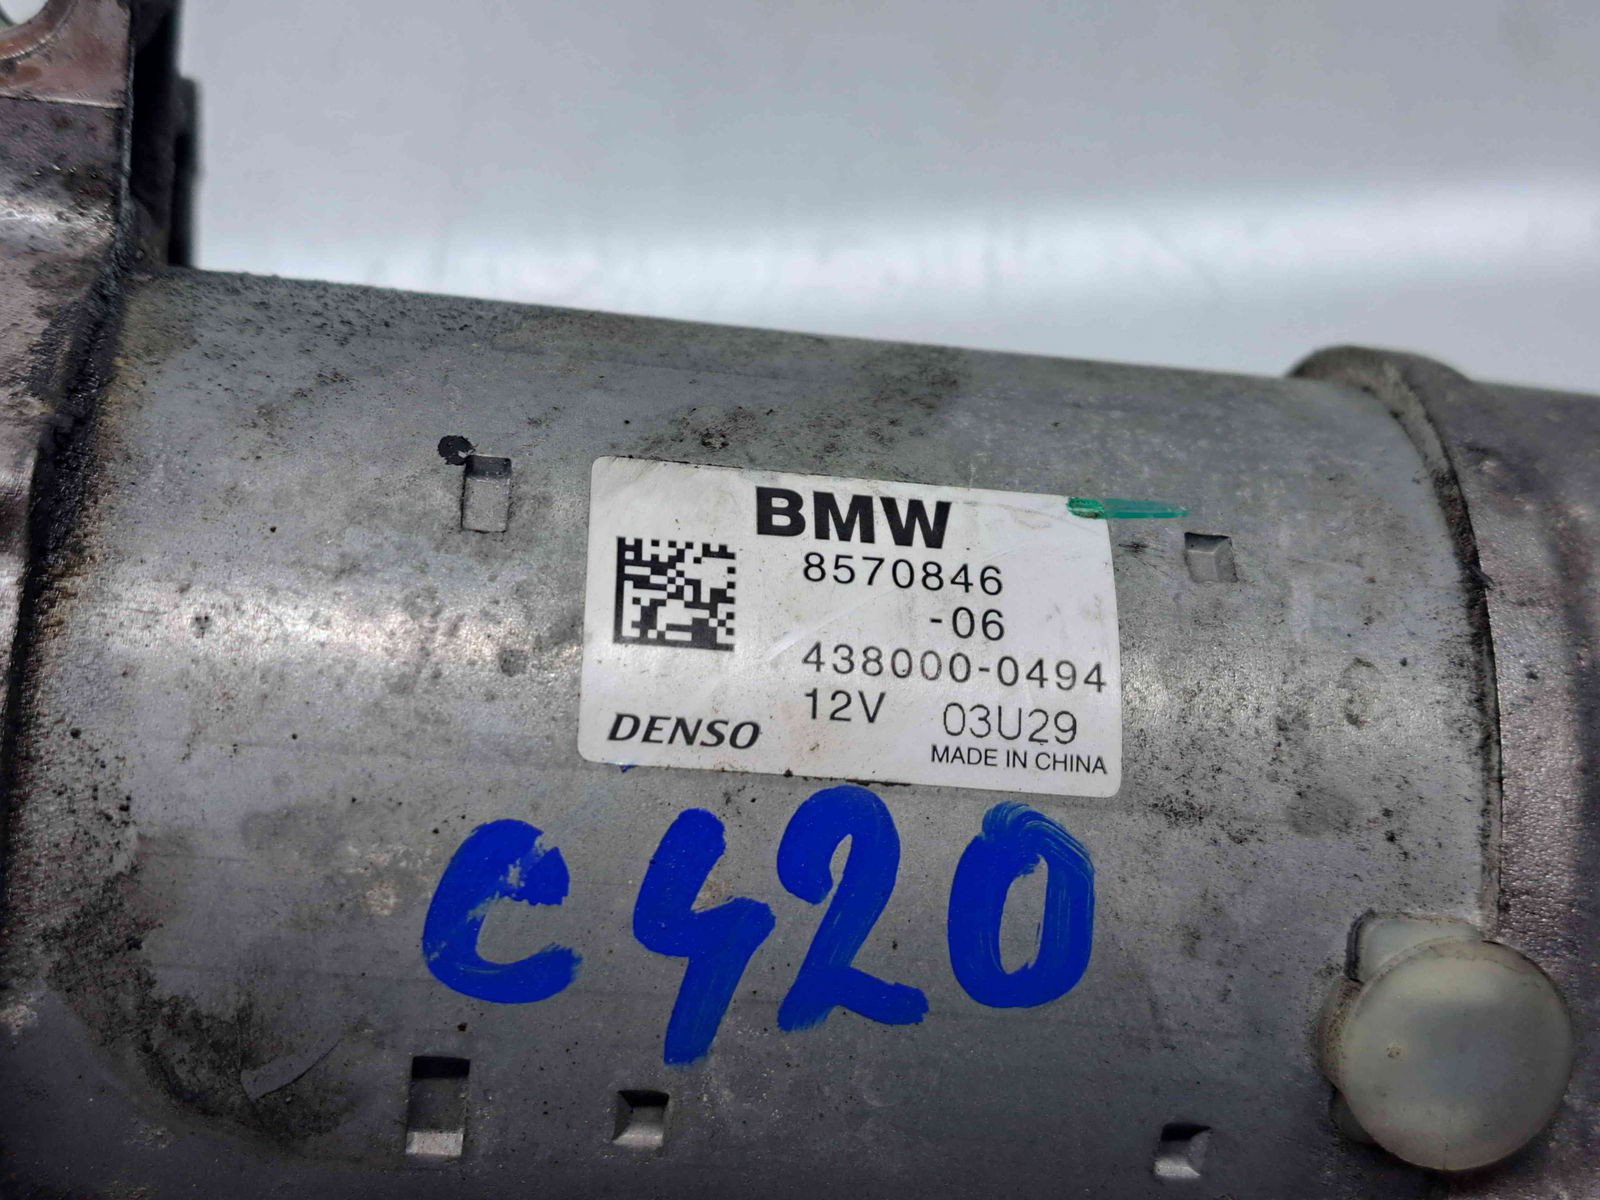 BMW
8570846
-06
438000-0494
12V 03U29
DENSO
MADE IN CHINA
C420